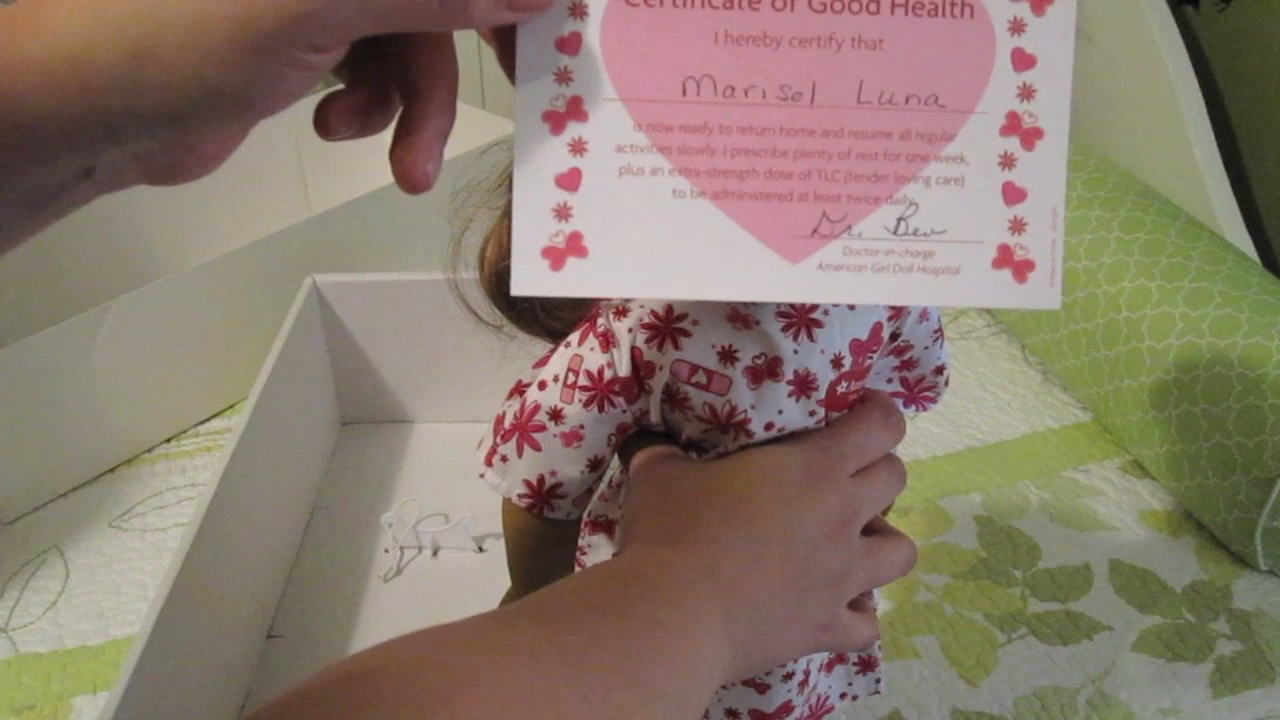 Certificate of Good Health
I hereby certify that
Marisol Luna
is now ready to return home and resume all regular
activities slowly. I prescribe plenty of rest for one week,
plus an extra-strength dose of TLC (tender loving care)
to be administered at least twice daily.
Dr. Bev
Doctor-in-charge
American Girl Doll Hospital